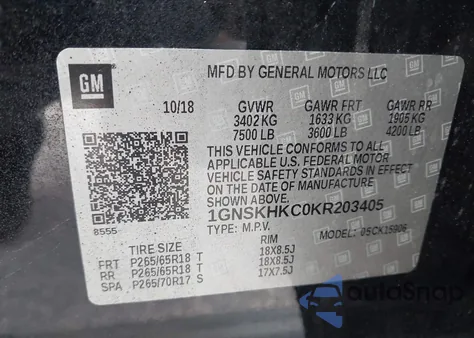 GM
MFD BY GENERAL MOTORS LLC
10/18 GVWR GAWR FRT GAWR RR
3402 KG 1633 KG 1905 KG
7500 LB 3600 LB 4200 LB
THIS VEHICLE CONFORMS TO ALL
APPLICABLE U.S. FEDERAL MOTOR
VEHICLE SAFETY STANDARDS IN EFFECT
ON THE DATE OF MANUFACTURE SHOWN ABOVE.
8555
1GNSKHKC0KR203405
TYPE: M.P.V. MODEL:
TIRE SIZE RIM
FRT P265/65R18 T 18X8.5J
RR P265/65R18 T 18X8.5J
SPA P265/70R17 S 17X7.5J
autoSnap